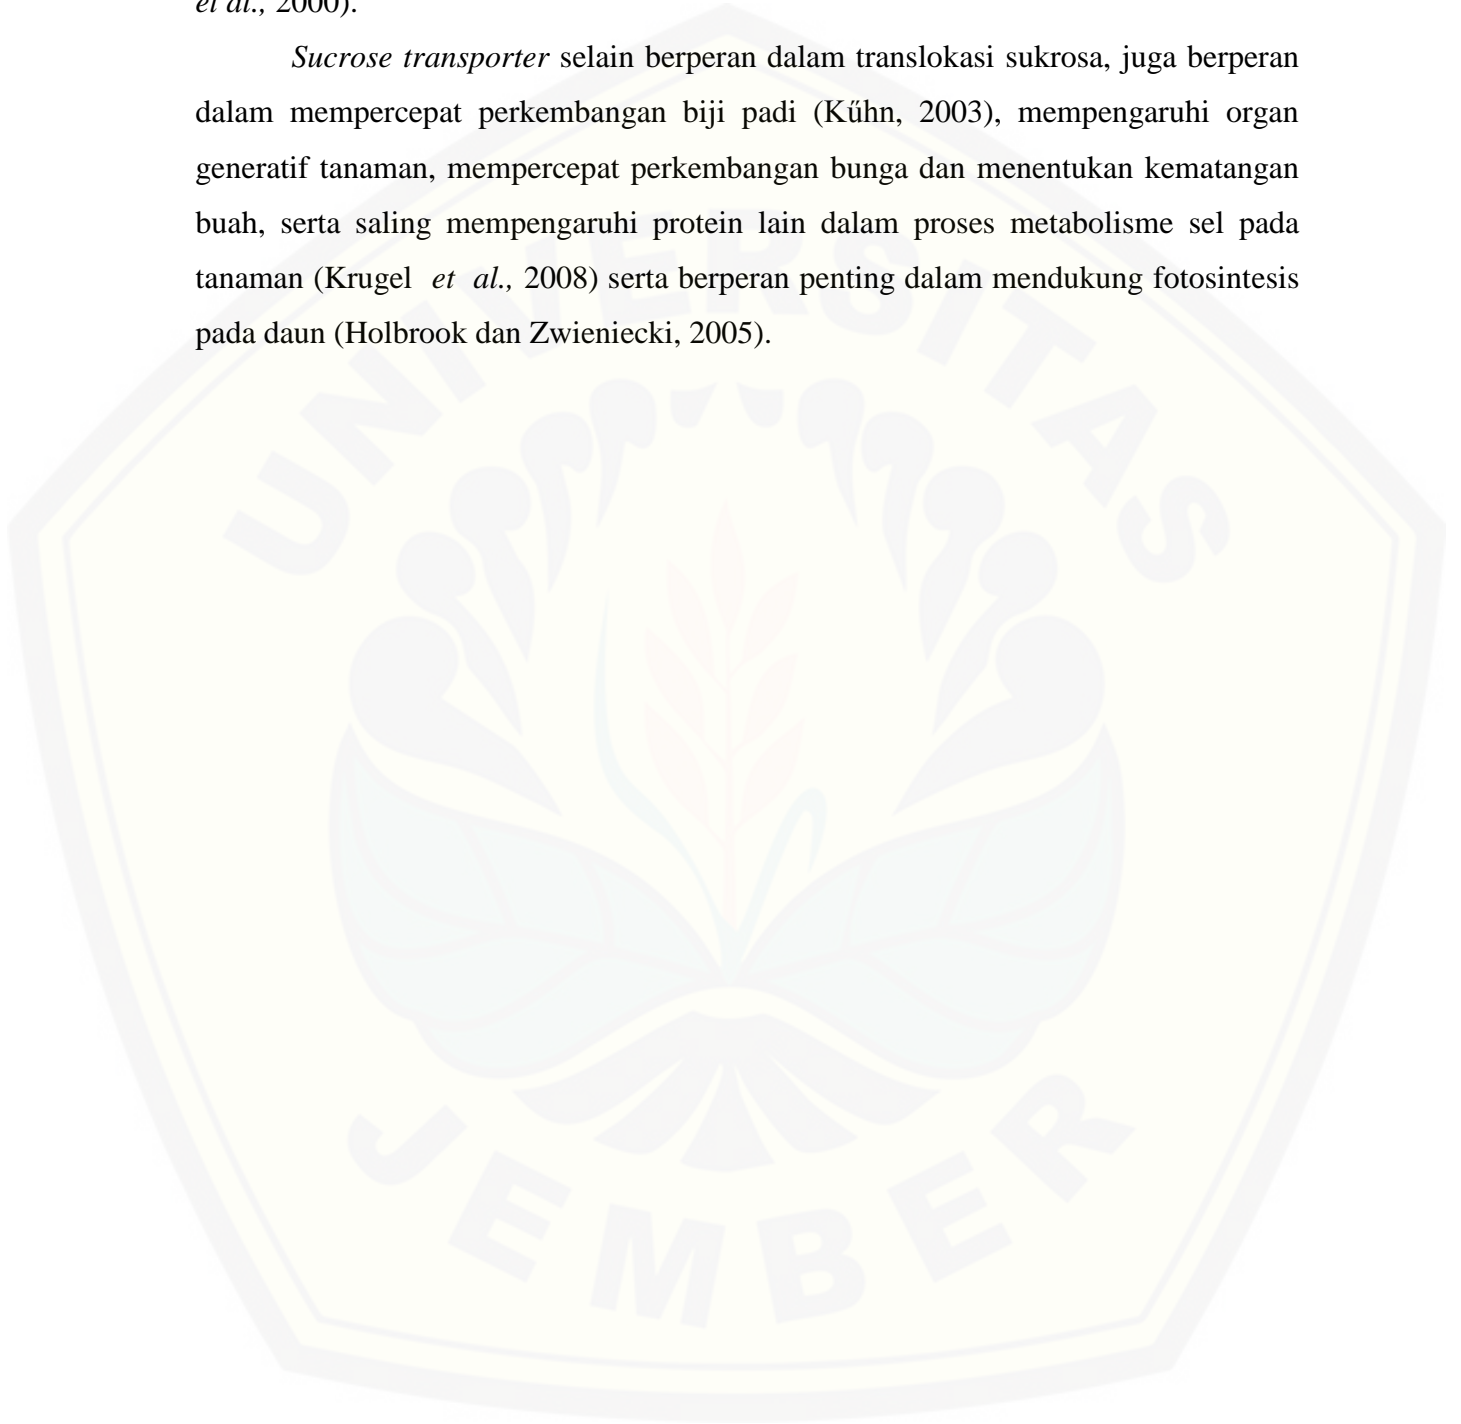 et al., 2000).
Sucrose transporter selain berperan dalam translokasi sukrosa, juga berperan
dalam mempercepat perkembangan biji padi (Kűhn, 2003), mempengaruhi organ
generatif tanaman, mempercepat perkembangan bunga dan menentukan kematangan
buah, serta saling mempengaruhi protein lain dalam proses metabolisme sel pada
tanaman (Krugel et al., 2008) serta berperan penting dalam mendukung fotosintesis
pada daun (Holbrook dan Zwieniecki, 2005).
UNIVERSITAS
JEMBER